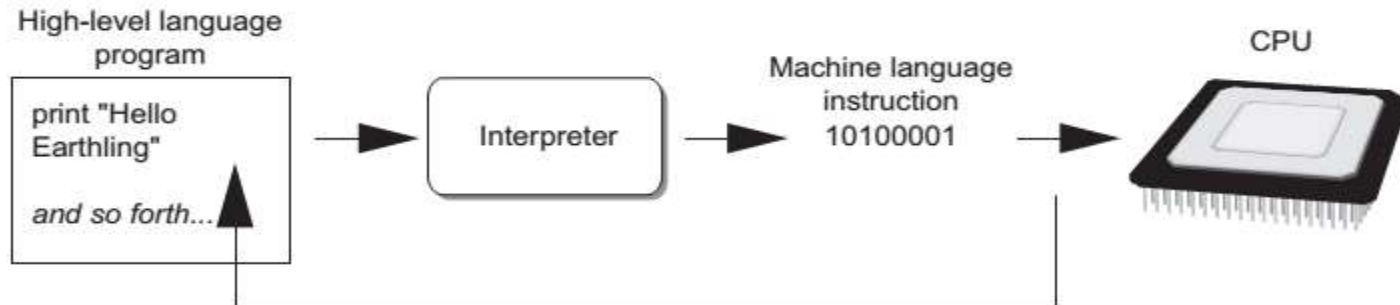 High-level language
program
print "Hello
Earthling"
and so forth...
Interpreter
Machine language
instruction
10100001
CPU